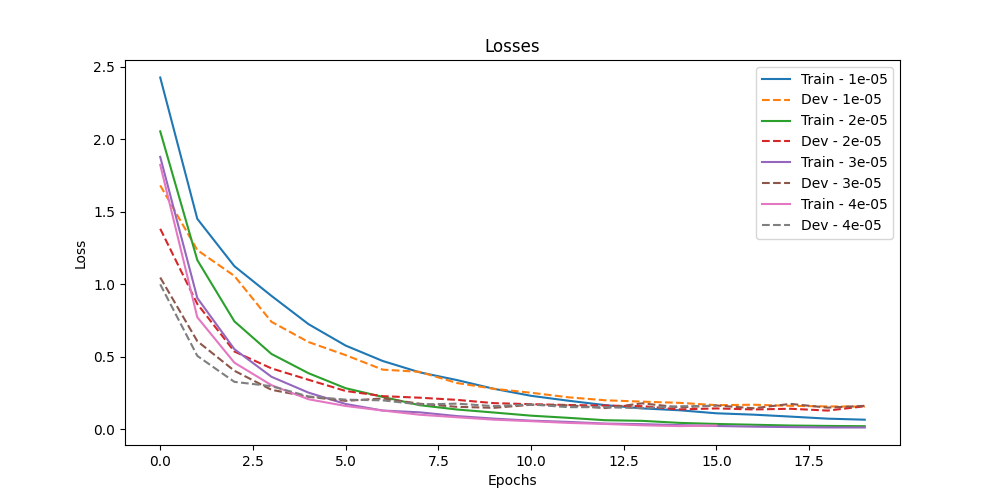 Losses
Loss
2.5
2.0
1.5
1.0
0.5
0.0
0.0 2.5 5.0 7.5 10.0 12.5 15.0 17.5
Epochs
Train - 1e-05
Dev - 1e-05
Train - 2e-05
Dev - 2e-05
Train - 3e-05
Dev - 3e-05
Train - 4e-05
Dev - 4e-05